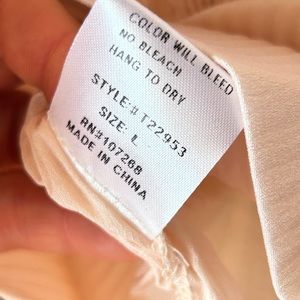 COLOR WILL BLEED
NO BLEACH
HANG TO DRY
STYLE:# T22953
SIZE: L
RN#107268
MADE IN CHINA